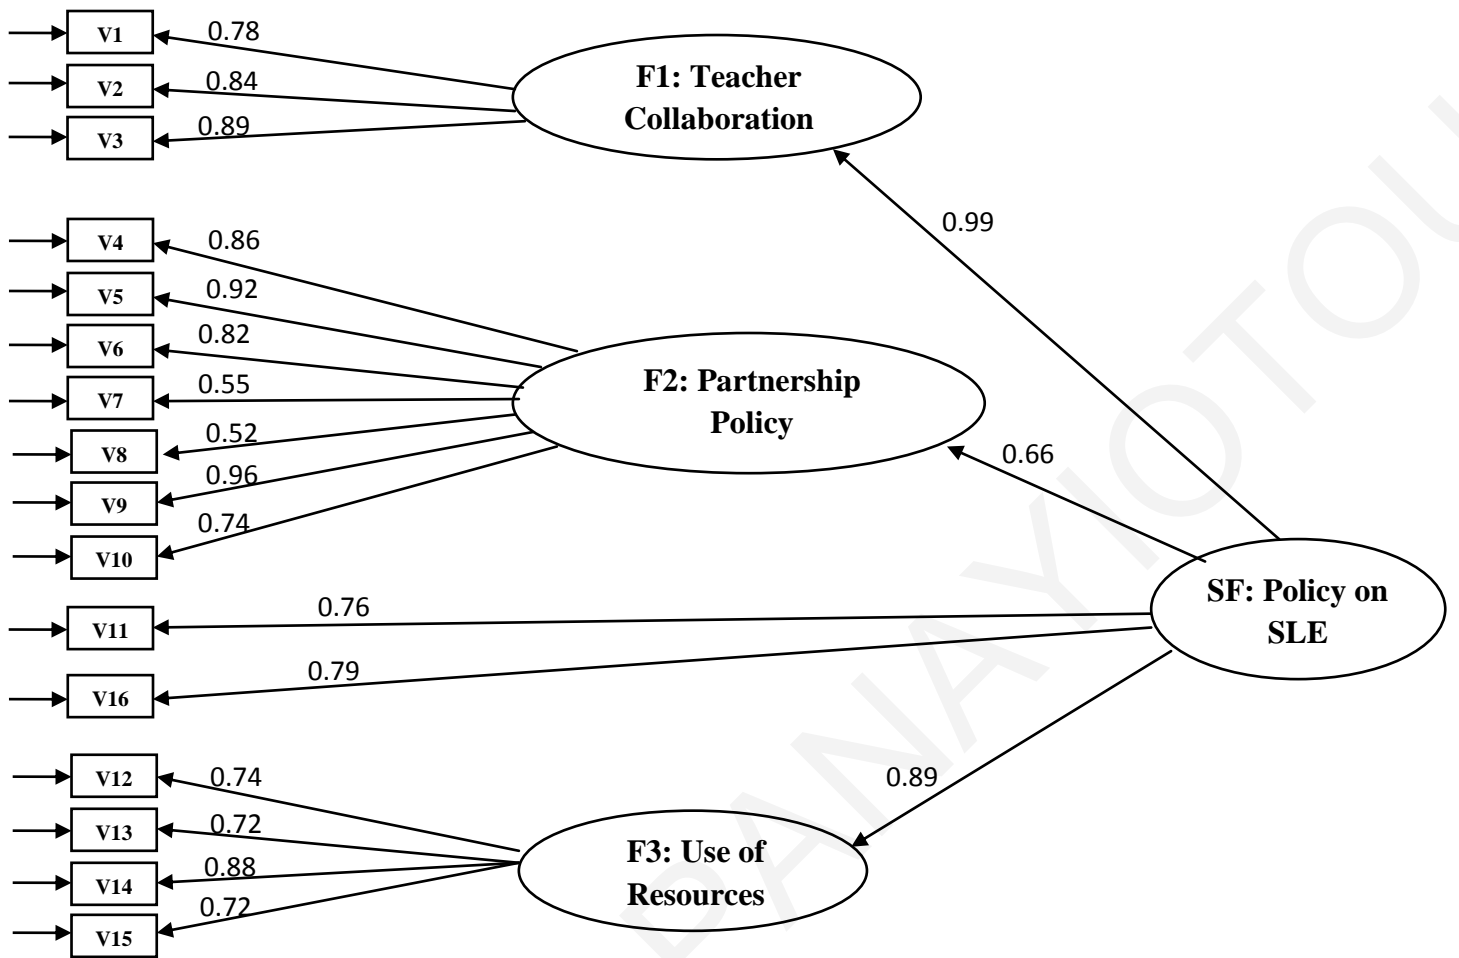 V1
0.78
V2
0.84
V3
0.89
F1: Teacher
Collaboration
0.99
V4
0.86
V5
0.92
V6
0.82
V7
0.55
V8
0.52
V9
0.96
V10
0.74
F2: Partnership
Policy
0.66
V11
0.76
V16
0.79
SF: Policy on
SLE
V12
0.74
V13
0.72
V14
0.88
V15
0.72
F3: Use of
Resources
0.89
PANAYIOTOU